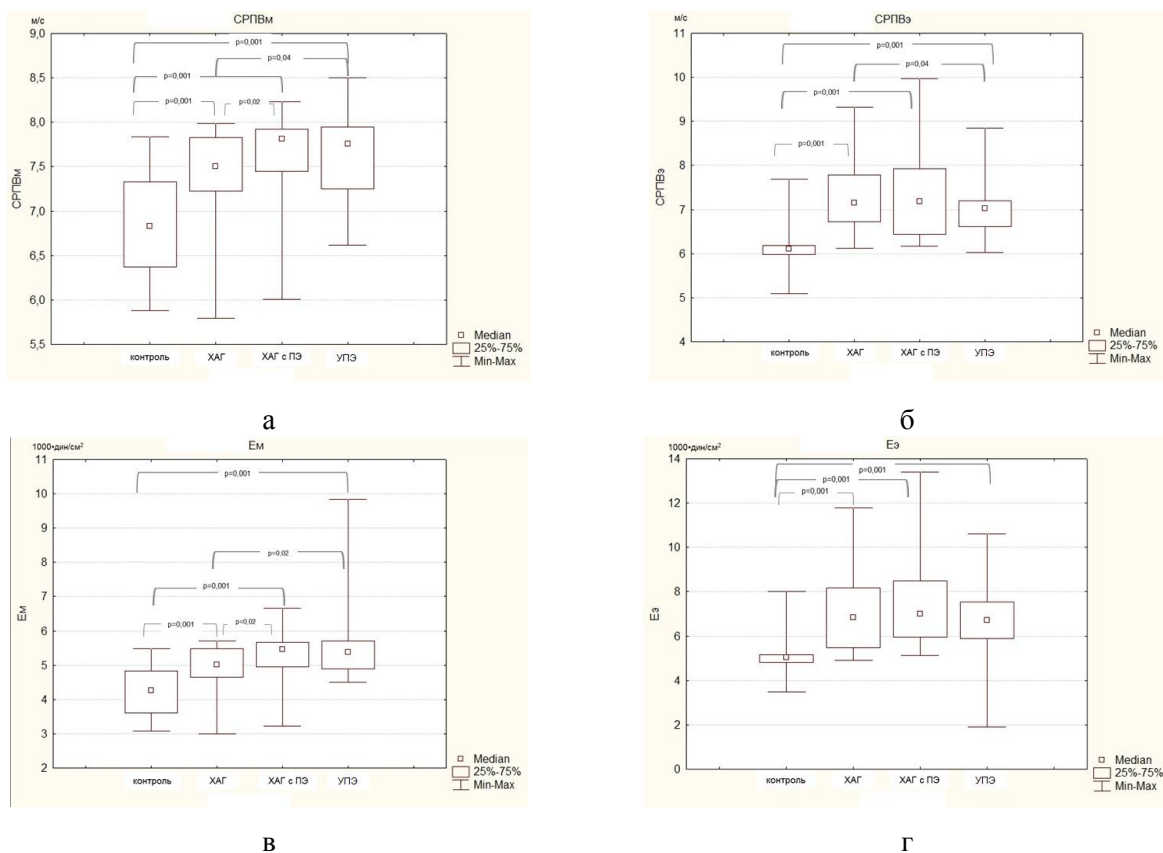 СРПВм
м/с
9,0
8,5
8,0
7,5
7,0
6,5
6,0
5,5
СРПВм
p=0,001
p=0,04
p=0,001
p=0,001
p=0,02
контроль ХАГ ХАГ с ПЭ УПЭ
Median
25%-75%
Min-Max
а
СРПВэ
м/с
11
10
9
8
7
6
5
4
СРПВэ
p=0,001
p=0,04
p=0,001
p=0,001
контроль ХАГ ХАГ с ПЭ УПЭ
Median
25%-75%
Min-Max
б
Ем
1000•дин/см²
11
10
9
8
7
6
5
4
3
2
Ем
p=0,001
p=0,02
p=0,001
p=0,001
p=0,02
контроль ХАГ ХАГ с ПЭ УПЭ
Median
25%-75%
Min-Max
в
Еэ
1000•дин/см²
14
12
10
8
6
4
2
0
Еэ
p=0,001
p=0,001
p=0,001
контроль ХАГ ХАГ с ПЭ УПЭ
Median
25%-75%
Min-Max
г